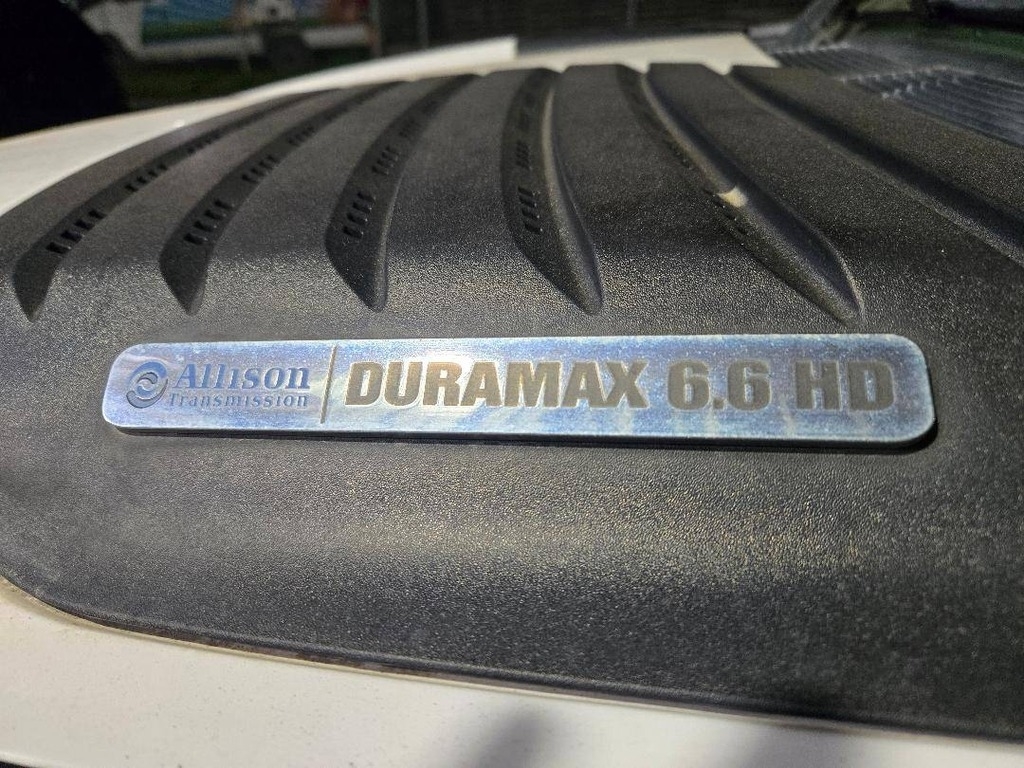 Allison
Transmission
DURAMAX 6.6 HD